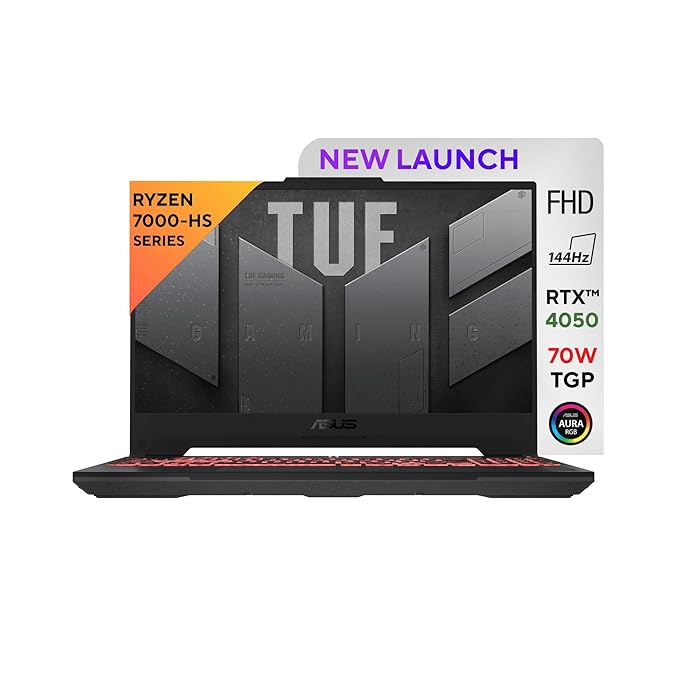 NEW LAUNCH
RYZEN
7000-HS
SERIES
TUF
TUF GAMING
GAMING
ASUS
FHD
144Hz
RTX™
4050
70W
TGP
ASUS
AURA
RGB